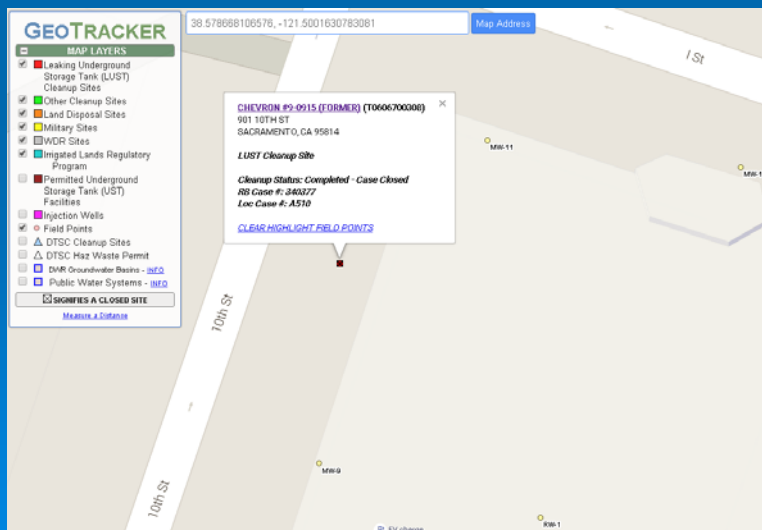 GEOTRACKER
MAP LAYERS
Leaking Underground
Storage Tank (LUST)
Cleanup Sites
Other Cleanup Sites
Land Disposal Sites
Military Sites
WDR Sites
Irrigated Lands Regulatory
Program
Permitted Underground
Storage Tank (UST)
Facilities
Injection Wells
Field Points
DTSC Cleanup Sites
DTSC Haz Waste Permit
DWR Groundwater Basins - INFO
Public Water Systems - INFO
SIGNIFIES A CLOSED SITE
Measure a Distance
38.578668106576, -121.5001630783081
Map Address
I St
CHEVRON #9-0915 (FORMER) (T0606700308)
901 10TH ST
SACRAMENTO, CA 95814
LUST Cleanup Site
Cleanup Status: Completed - Case Closed
RB Case #: 340377
Loc Case #: A510
CLEAR HIGHLIGHT FIELD POINTS
MW-11
10th St
MW-9
10th St
RW-1
EV charge